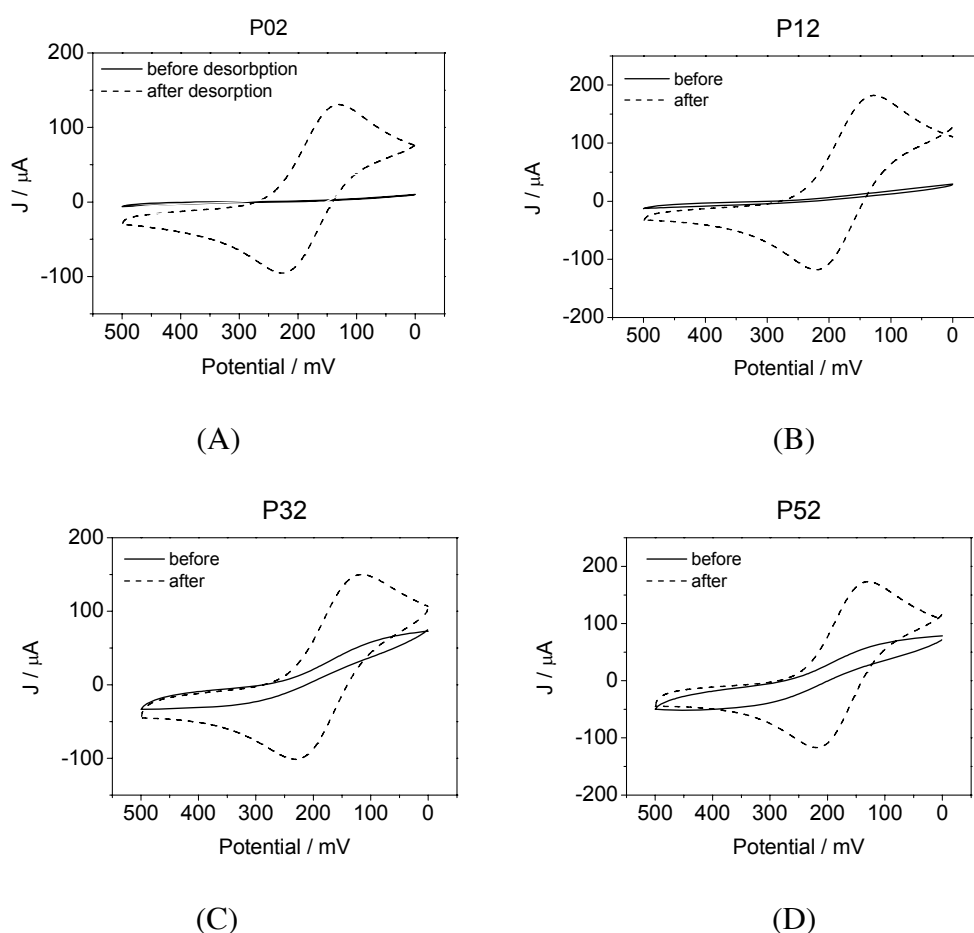 P02
before desorbption
after desorption
200
100
0
-100
J / μA
500 400 300 200 100 0
Potential / mV
(A)
P12
before
after
200
100
0
-100
-200
J / μA
500 400 300 200 100 0
Potential / mV
(B)
P32
before
after
200
100
0
-100
J / μA
500 400 300 200 100 0
Potential / mV
(C)
P52
before
after
200
100
0
-100
-200
J / μA
500 400 300 200 100 0
Potential / mV
(D)